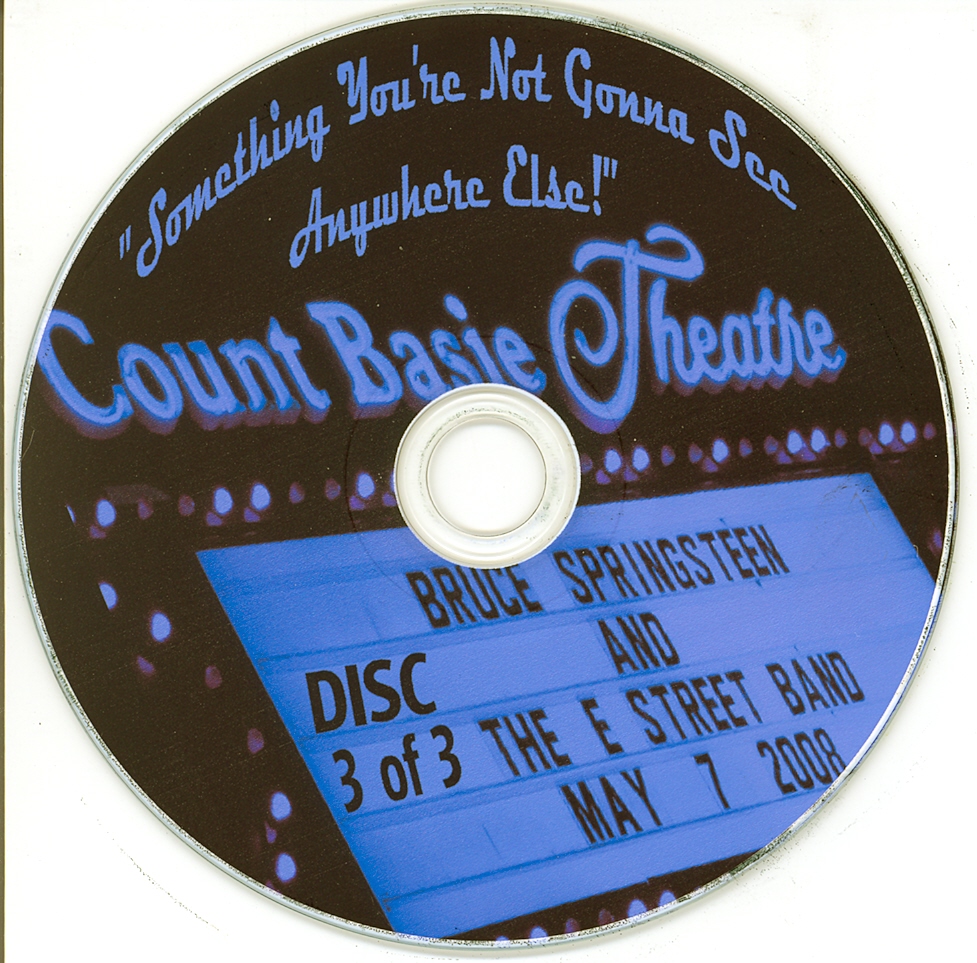 "Something You're Not Gonna See
Anywhere Else!"
Count Basie Theatre
BRUCE SPRINGSTEEN
AND
DISC
3 of 3
THE E STREET BAND
MAY 7 2008